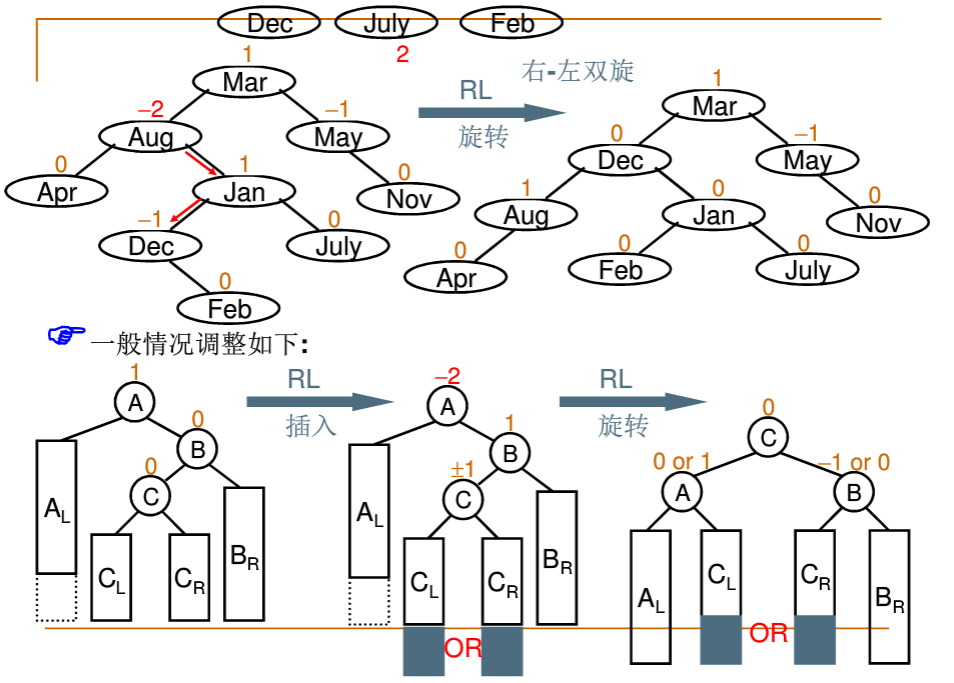 Dec July Feb
2
1
Mar
−2
Aug
−1
May
0
Apr
1
Jan
0
Nov
−1
Dec
0
July
0
Feb
RL
旋转
右-左双旋
1
Mar
0
Dec
−1
May
1
Aug
0
Jan
0
Nov
0
Apr
0
Feb
0
July
一般情况调整如下:
1
A
0
B
0
C
AL
CL
CR
BR
RL
插入
−2
A
1
B
±1
C
AL
CL
CR
BR
OR
RL
旋转
0
C
0 or 1
A
−1 or 0
B
AL
CL
CR
BR
OR